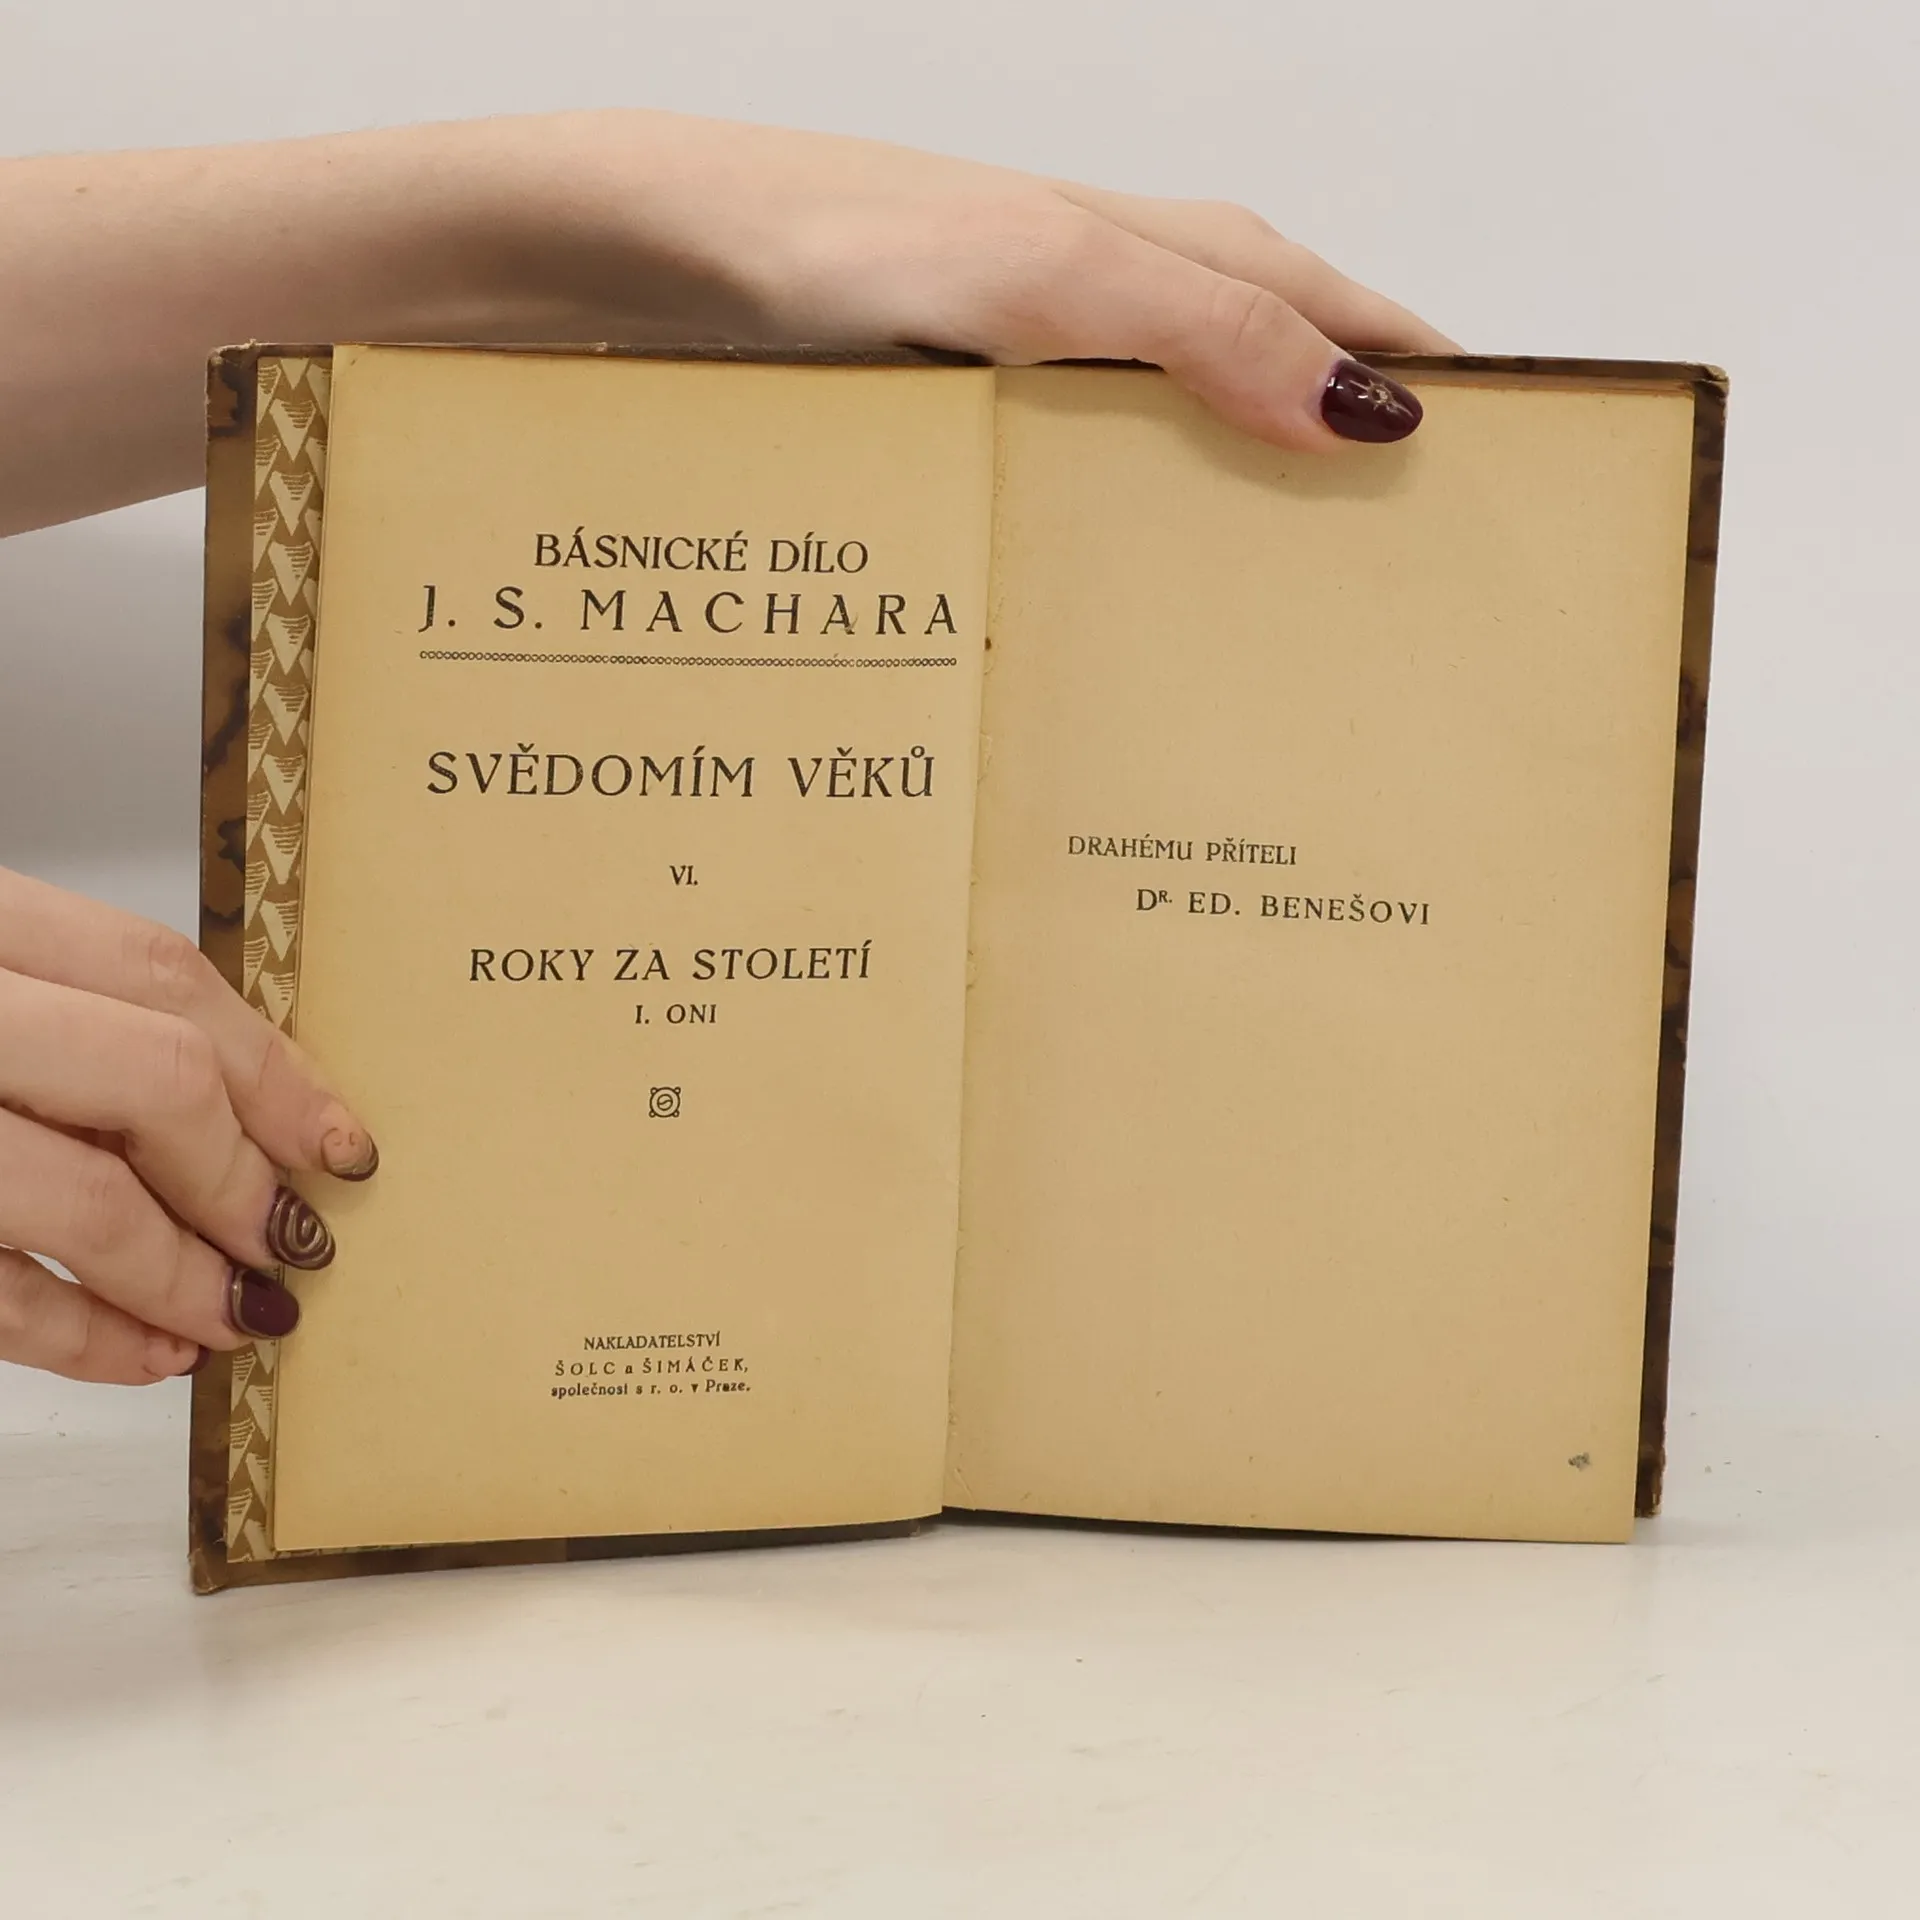 BÁSNICKÉ DÍLO
J. S. MACHARA
SVĚDOMÍM VĚKŮ
VI.
ROKY ZA STOLETÍ
I. ONI
NAKLADATELSTVÍ
ŠOLC a ŠIMÁČEK,
společnost s r. o. v Praze.
DRAHÉMU PŘÍTELI
DR. ED. BENEŠOVI